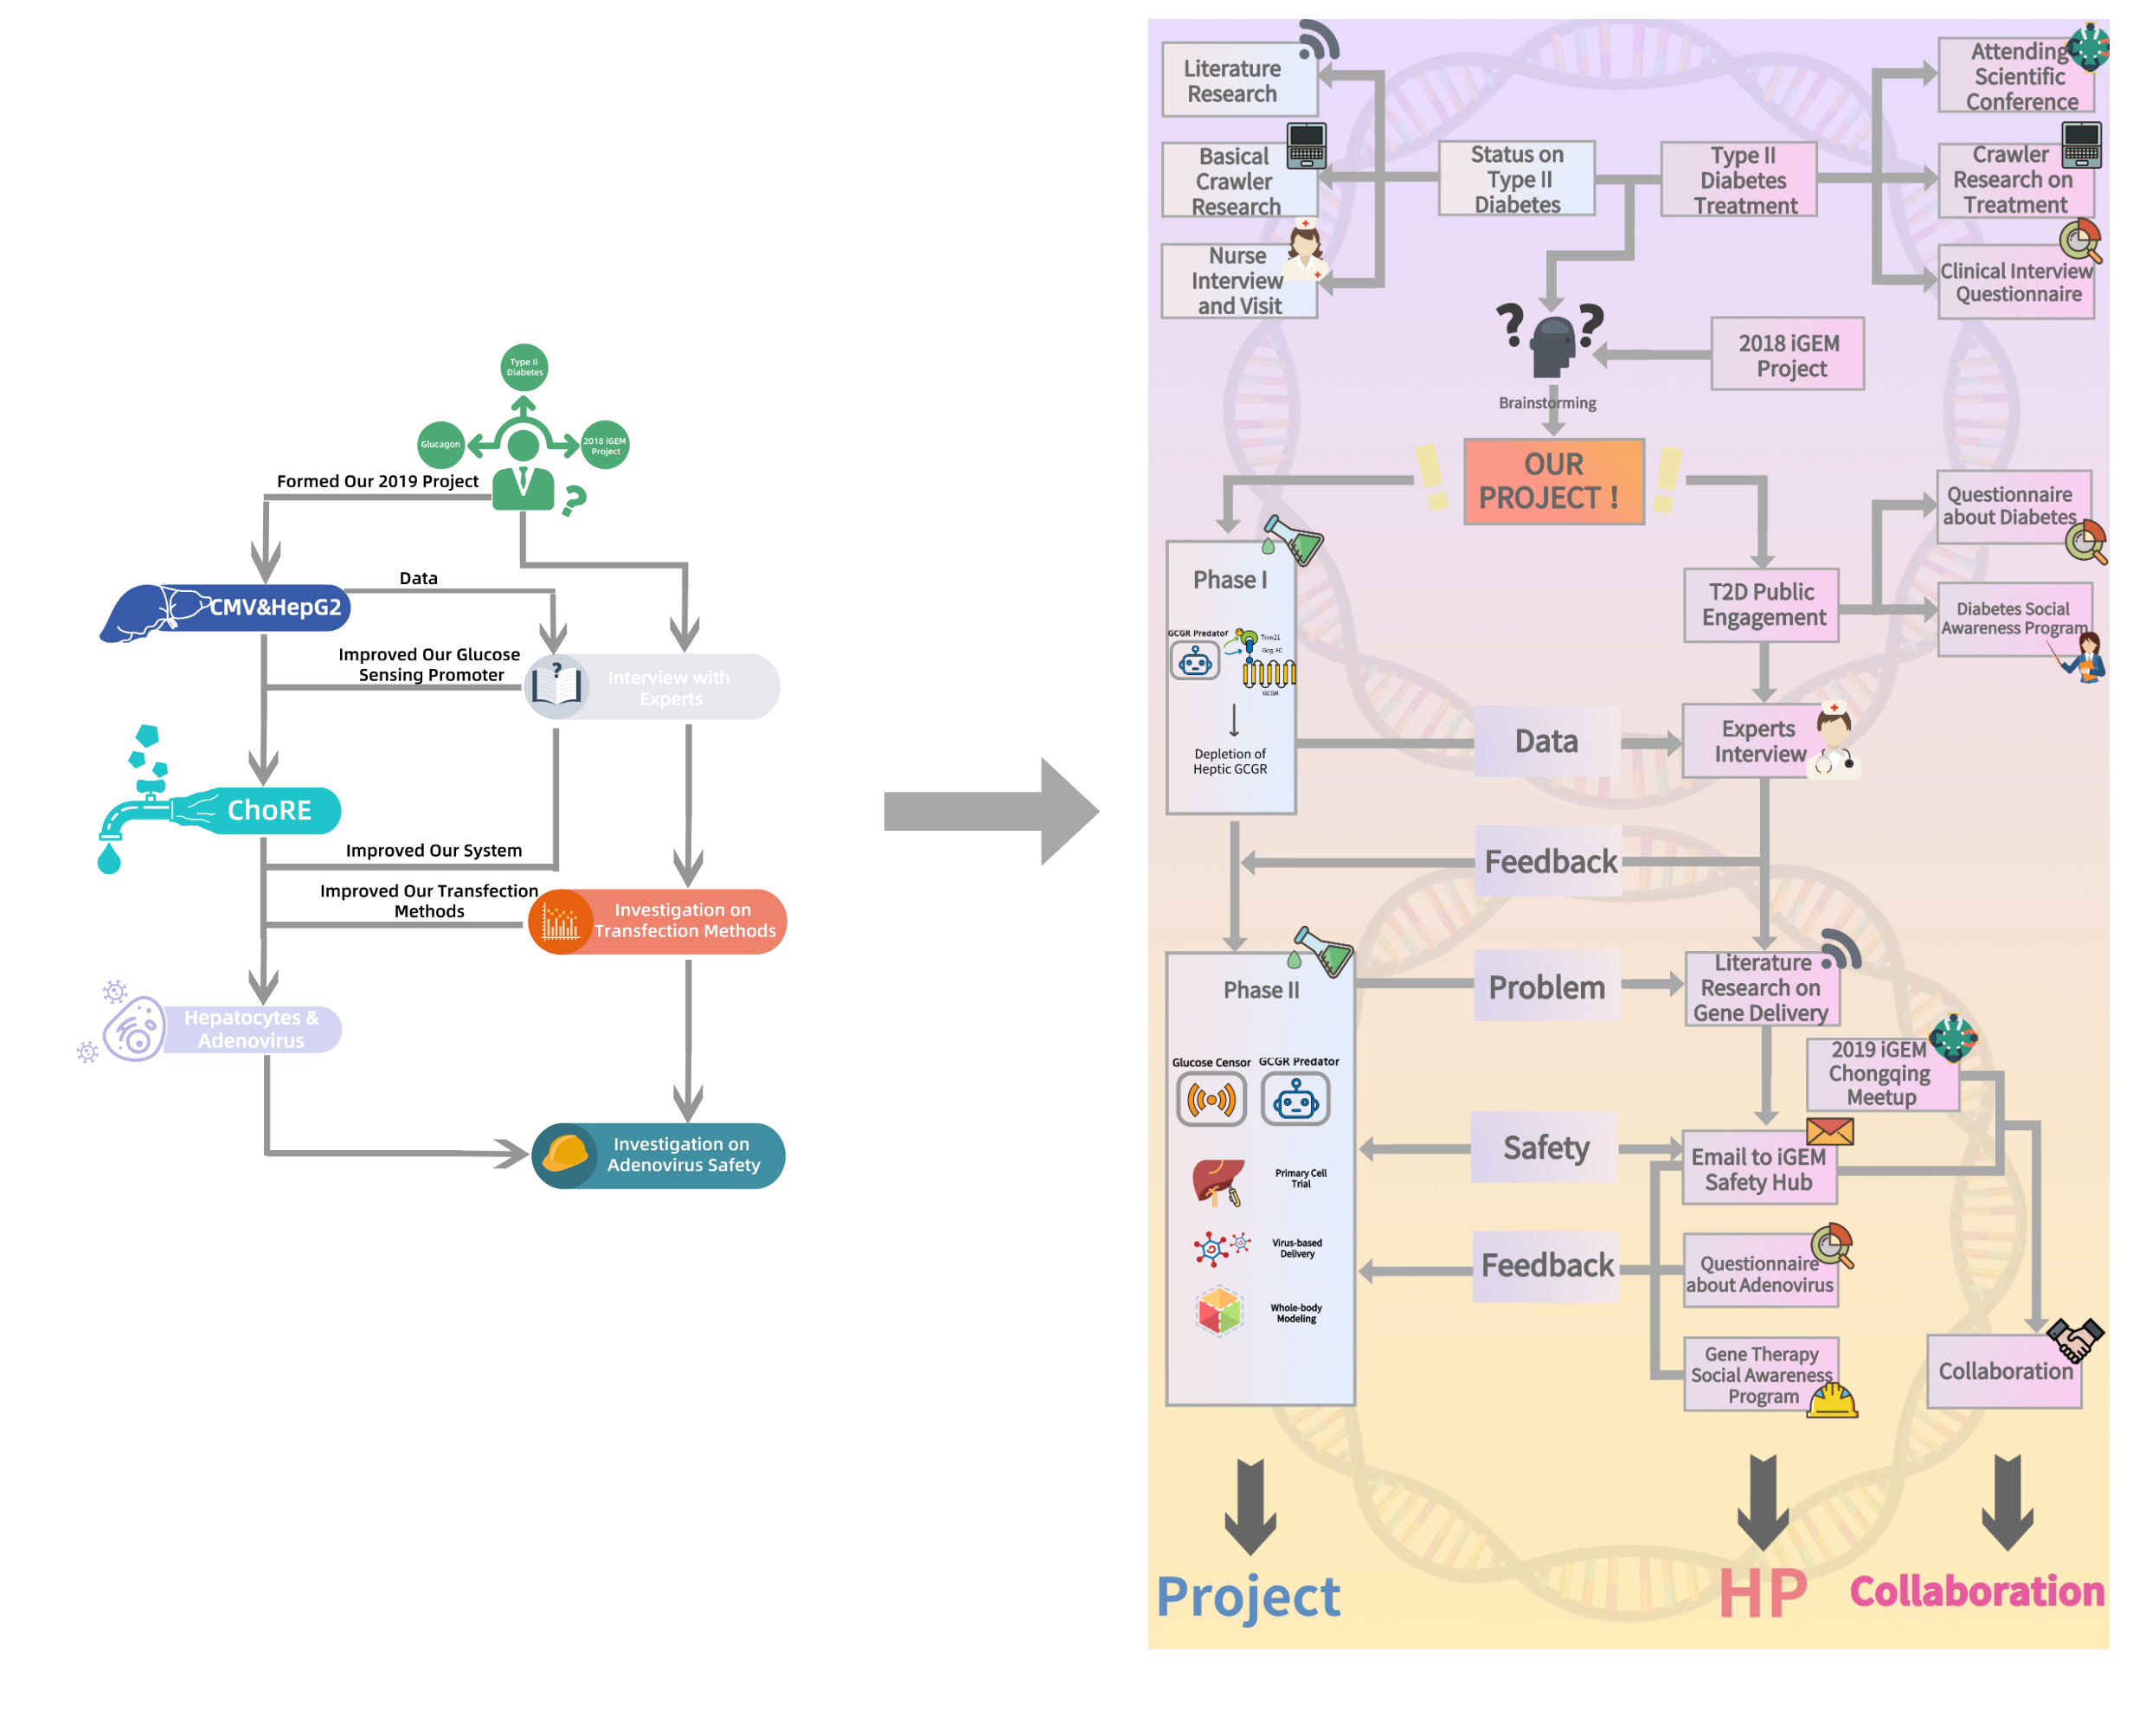 Type II
Diabetes
Glucagon
2018 iGEM
Project
Formed Our 2019 Project
Data
CMV&HepG2
Improved Our Glucose
Sensing Promoter
Interview with
Experts
ChoRE
Improved Our System
Improved Our Transfection
Methods
Investigation on
Transfection Methods
Hepatocytes &
Adenovirus
Investigation on
Adenovirus Safety
Literature
Research
Basical
Crawler
Research
Nurse
Interview
and Visit
Status on
Type II
Diabetes
Type II
Diabetes
Treatment
Attending
Scientific
Conference
Crawler
Research on
Treatment
Clinical Interview
Questionnaire
2018 iGEM
Project
Brainstorming
OUR
PROJECT !
Phase I
GCGR Predator
Trim21
Gcg-FC
GCGR
Depletion of
Heptic GCGR
Questionnaire
about Diabetes
T2D Public
Engagement
Diabetes Social
Awareness Program
Data
Experts
Interview
Feedback
Phase II
Glucose Censor
GCGR Predator
Primary Cell
Trial
Virus-based
Delivery
Whole-body
Modeling
Problem
Literature
Research on
Gene Delivery
2019 iGEM
Chongqing
Meetup
Safety
Email to iGEM
Safety Hub
Feedback
Questionnaire
about Adenovirus
Gene Therapy
Social Awareness
Program
Collaboration
Project
HP
Collaboration